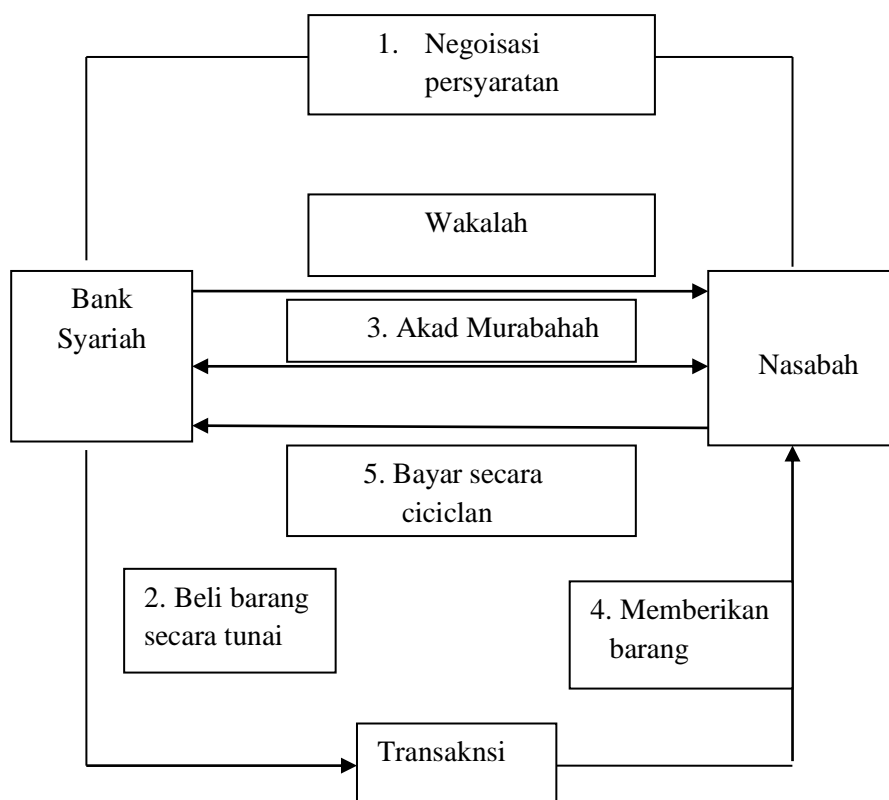 1. Negoisasi
persyaratan
Wakalah
Bank
Syariah
3. Akad Murabahah
Nasabah
5. Bayar secara
ciciclan
2. Beli barang
secara tunai
4. Memberikan
barang
Transaknsi